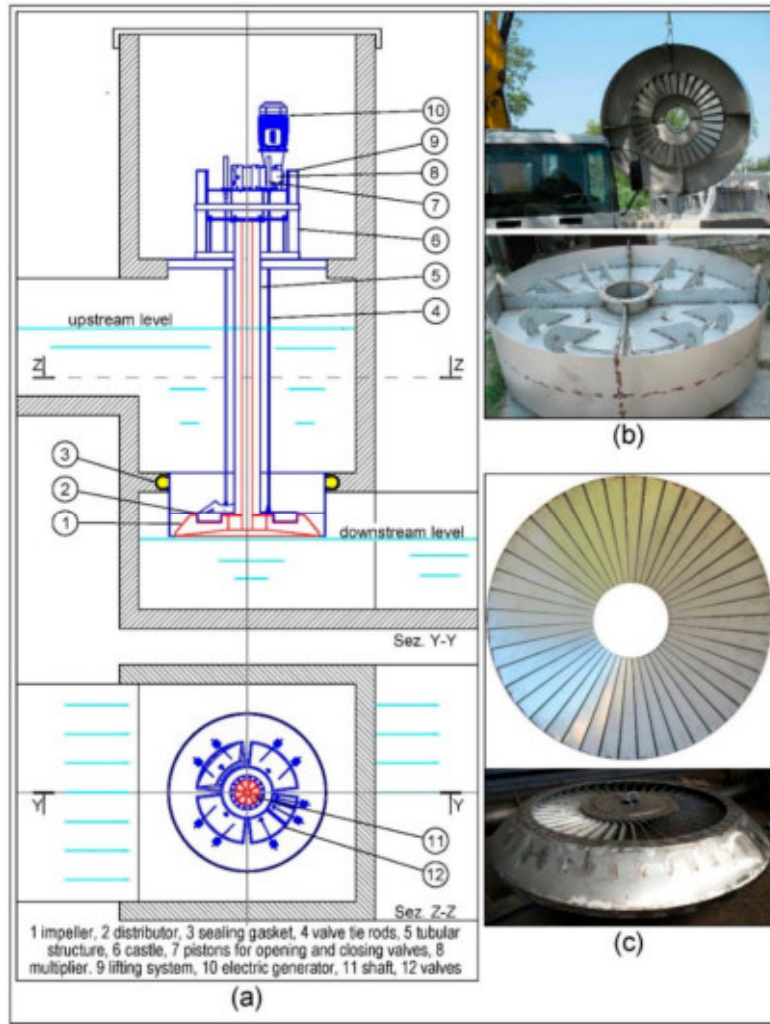 10
9
8
7
6
5
4
upstream level
Z
Z
3
2
1
downstream level
Sez. Y-Y
(b)
Y
Y
11
12
Sez. Z-Z
1 impeller, 2 distributor, 3 sealing gasket, 4 valve tie rods, 5 tubular
structure, 6 castle, 7 pistons for opening and closing valves, 8
multiplier. 9 lifting system, 10 electric generator, 11 shaft, 12 valves
(a)
(c)